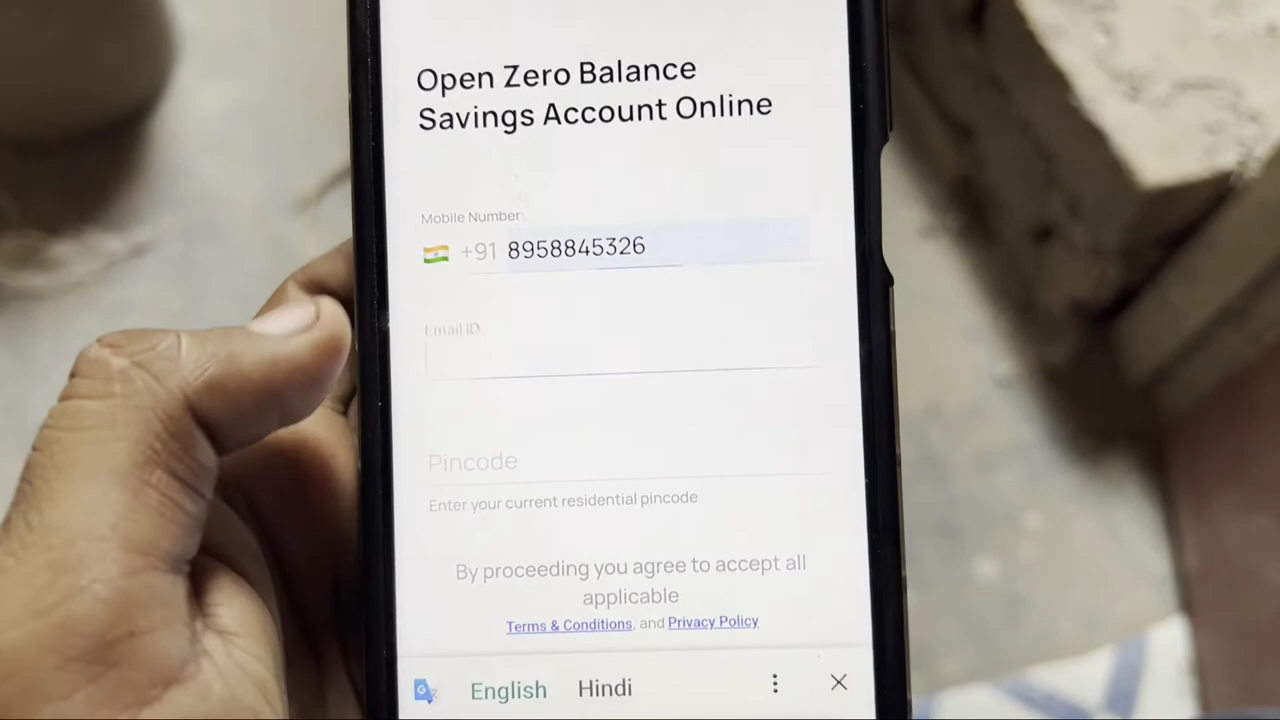 Open Zero Balance
Savings Account Online
Mobile Number
+91 8958845326
Email ID
Pincode
Enter your current residential pincode
By proceeding you agree to accept all
applicable
Terms & Conditions, and Privacy Policy
English Hindi